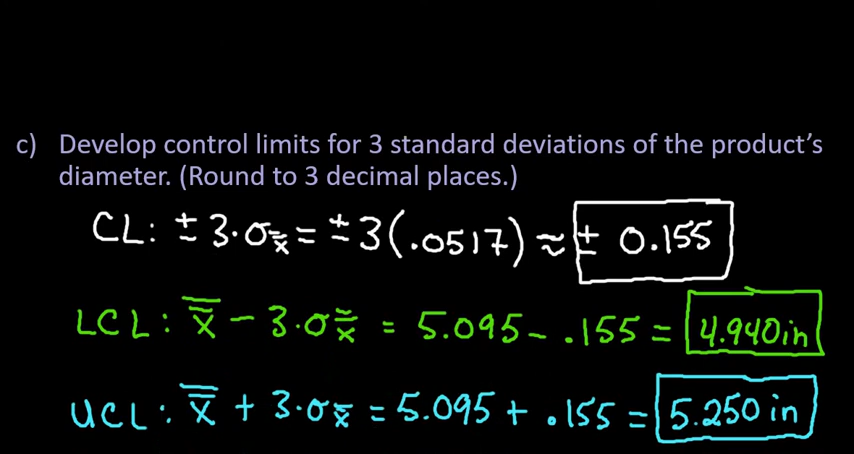 c) Develop control limits for 3 standard deviations of the product's
diameter. (Round to 3 decimal places.)
CL: ± 3·σx̿ = ± 3(.0517) ≈ ± 0.155
LCL: x̿ - 3·σx̿ = 5.095 - .155 = 4.940in
UCL: x̿ + 3·σx̿ = 5.095 + .155 = 5.250 in